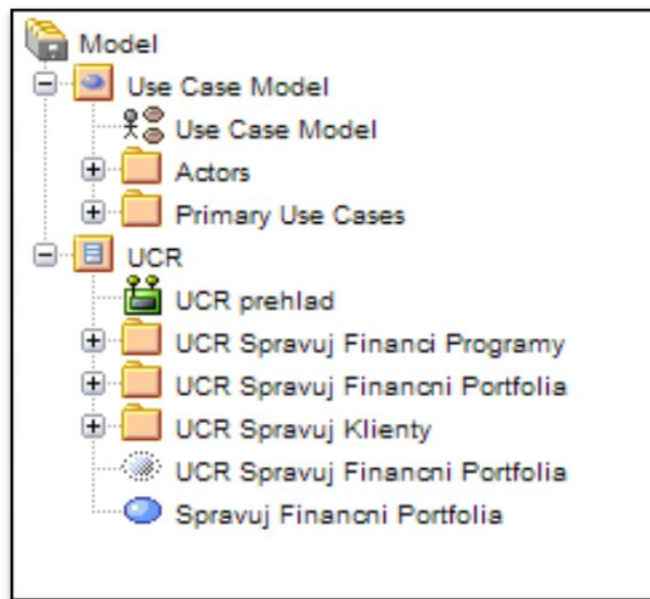 Model
Use Case Model
Use Case Model
Actors
Primary Use Cases
UCR
UCR prehlad
UCR Spravuj Financi Programy
UCR Spravuj Financni Portfolia
UCR Spravuj Klienty
UCR Spravuj Financni Portfolia
Spravuj Financni Portfolia